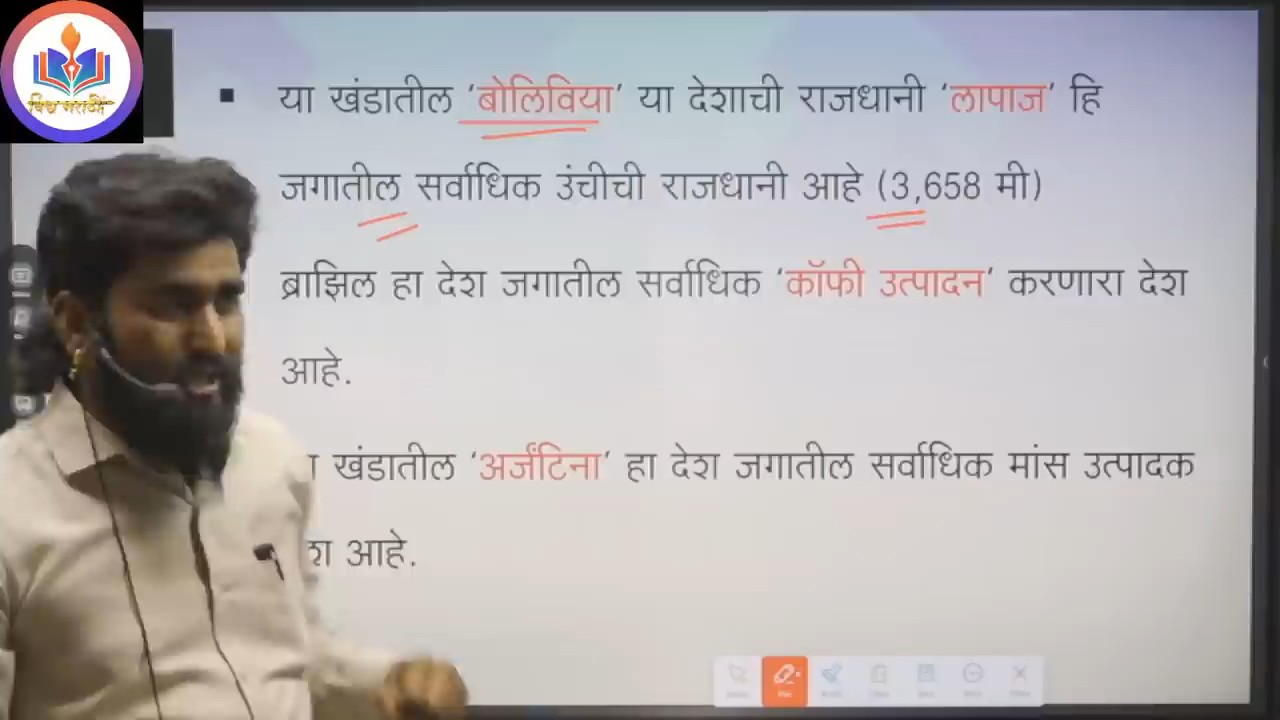 या खंडातील ‘बोलिविया’ या देशाची राजधानी ‘लापाज’ हि
जगातील सर्वाधिक उंचीची राजधानी आहे (3,658 मी)
ब्राझिल हा देश जगातील सर्वाधिक ‘कॉफी उत्पादन’ करणारा देश
आहे.
खंडातील ‘अर्जंटिना’ हा देश जगातील सर्वाधिक मांस उत्पादक
आहे.